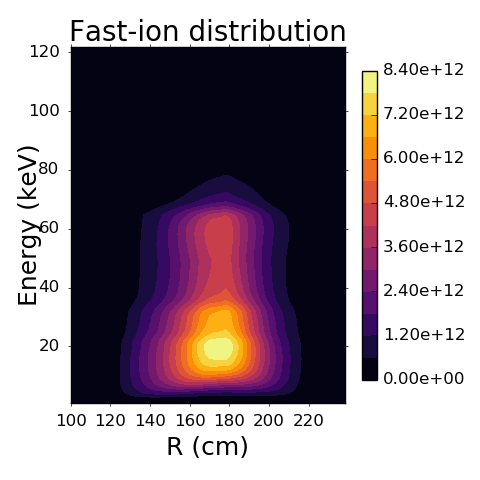 Fast-ion distribution
Energy (keV)
120
100
80
60
40
20
100 120 140 160 180 200 220
R (cm)
8.40e+12
7.20e+12
6.00e+12
4.80e+12
3.60e+12
2.40e+12
1.20e+12
0.00e+00